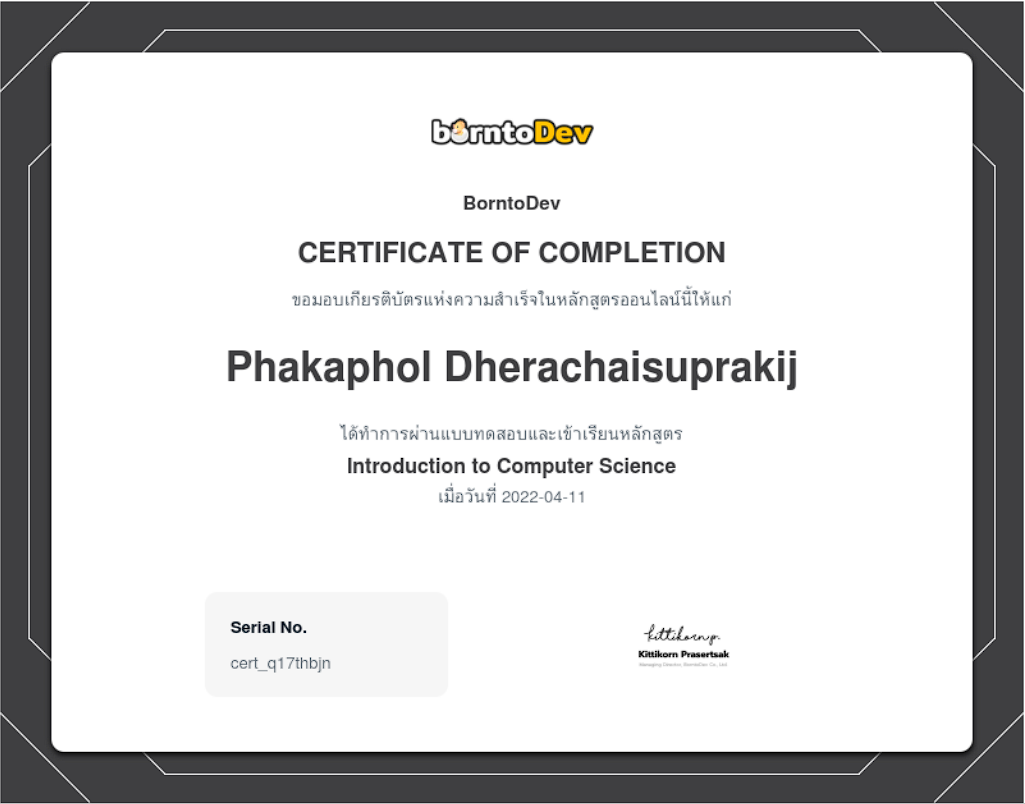 borntoDev
BorntoDev
CERTIFICATE OF COMPLETION
ขอมอบเกียรติบัตรแห่งความสำเร็จในหลักสูตรออนไลน์นี้ให้แก่
Phakaphol Dherachaisuprakij
ได้ทำการผ่านแบบทดสอบและเข้าเรียนหลักสูตร
Introduction to Computer Science
เมื่อวันที่ 2022-04-11
Serial No.
cert_q17thbjn
kittikorn p.
Kittikorn Prasertsak
Managing Director, BorntoDev Co., Ltd.